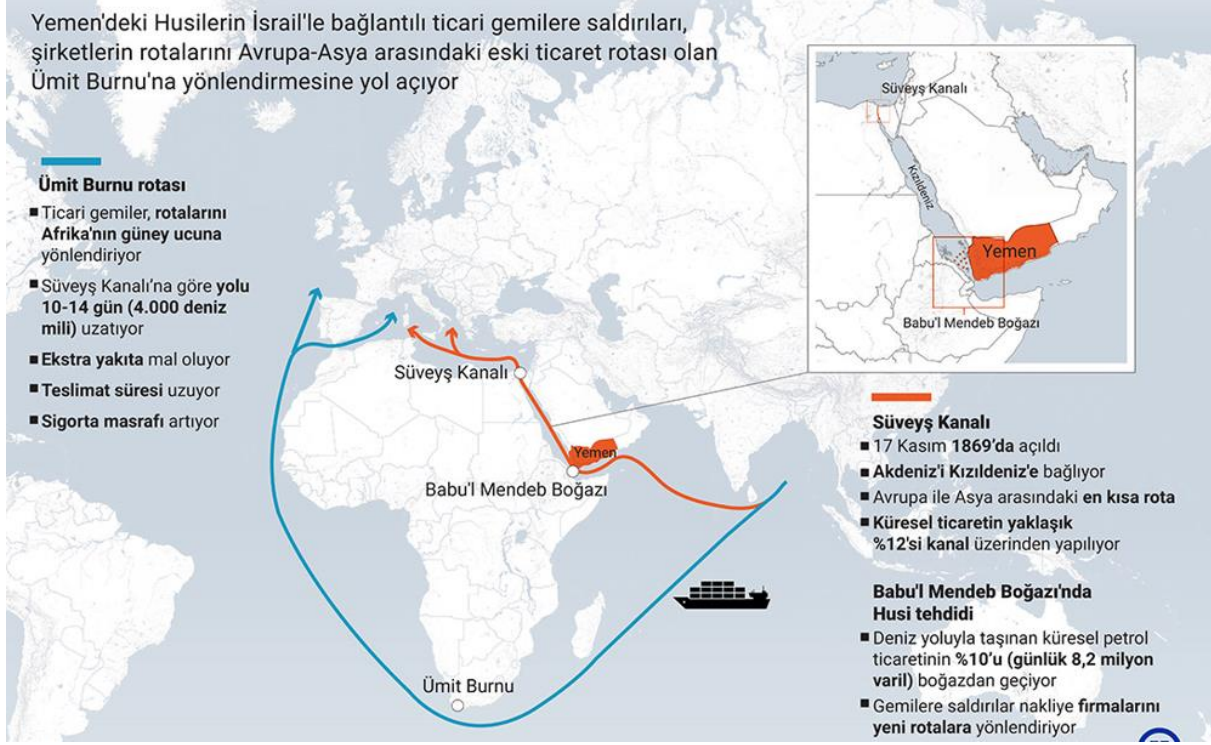 Yemen'deki Husilerin İsrail'le bağlantılı ticari gemilere saldırıları,
şirketlerin rotalarını Avrupa-Asya arasındaki eski ticaret rotası olan
Ümit Burnu'na yönlendirmesine yol açıyor
Ümit Burnu rotası
▪ Ticari gemiler, rotalarını
Afrika'nın güney ucuna
yönlendiriyor
▪ Süveyş Kanalı'na göre yolu
10-14 gün (4.000 deniz
mili) uzatıyor
▪ Ekstra yakıta mal oluyor
▪ Teslimat süresi uzuyor
▪ Sigorta masrafı artıyor
Süveyş Kanalı
Yemen
Babu'l Mendeb Boğazı
Ümit Burnu
Süveyş Kanalı
Kızıldeniz
Yemen
Babu'l Mendeb Boğazı
Süveyş Kanalı
▪ 17 Kasım 1869'da açıldı
▪ Akdeniz'i Kızıldeniz'e bağlıyor
▪ Avrupa ile Asya arasındaki en kısa rota
▪ Küresel ticaretin yaklaşık
%12'si kanal üzerinden yapılıyor
Babu'l Mendeb Boğazı'nda
Husi tehdidi
▪ Deniz yoluyla taşınan küresel petrol
ticaretinin %10'u (günlük 8,2 milyon
varil) boğazdan geçiyor
▪ Gemilere saldırılar nakliye firmalarını
yeni rotalara yönlendiriyor